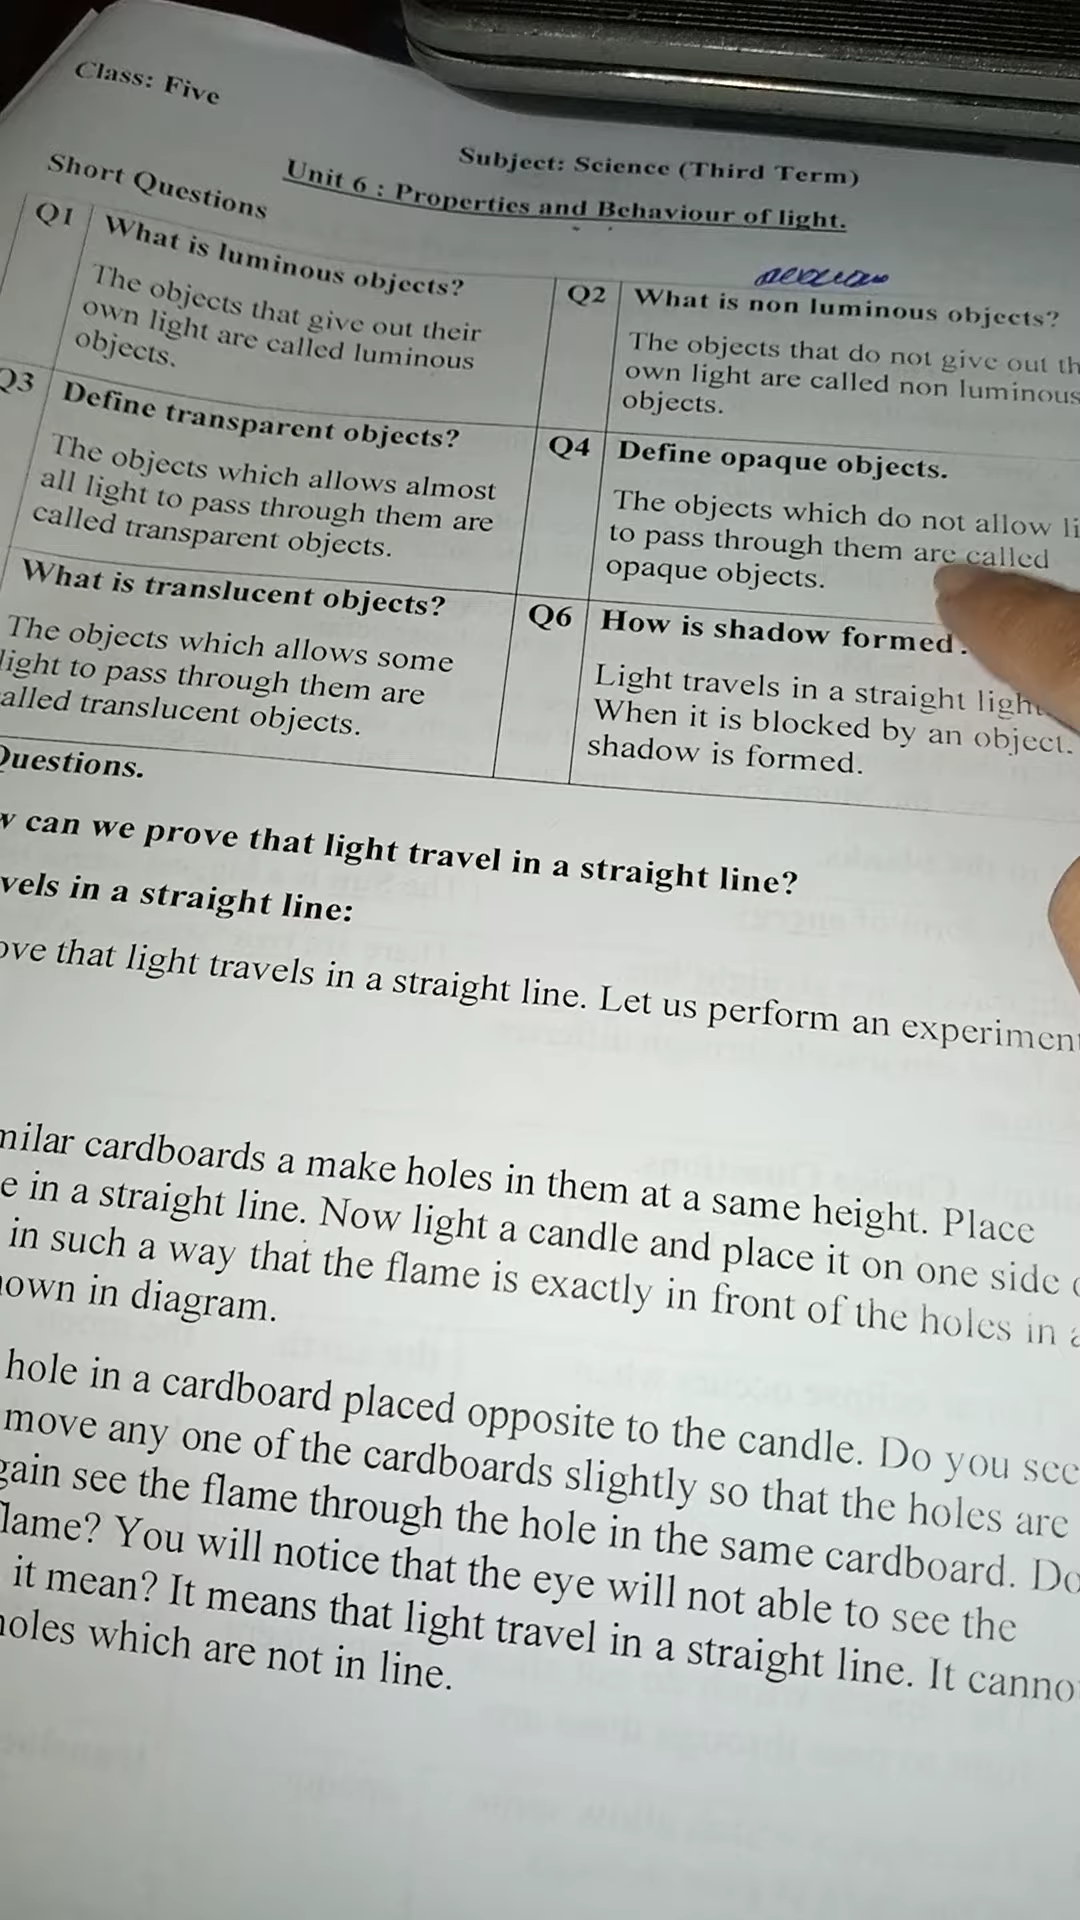 Class: Five
Subject: Science (Third Term)
Unit 6 : Properties and Behaviour of light.
Short Questions
Q1 What is luminous objects?
The objects that give out their
own light are called luminous
objects.
Q2 What is non luminous objects?
The objects that do not give out
own light are called non luminous
objects.
Q3 Define transparent objects?
The objects which allows almost
all light to pass through them are
called transparent objects.
Q4 Define opaque objects.
The objects which do not allow
to pass through them are called
opaque objects.
What is translucent objects?
The objects which allows some
light to pass through them are
called translucent objects.
Q6 How is shadow formed.
Light travels in a straight light
When it is blocked by an object.
shadow is formed.
Questions.
can we prove that light travel in a straight line?
vels in a straight line:
ove that light travels in a straight line. Let us perform an experiment
milar cardboards a make holes in them at a same height. Place
e in a straight line. Now light a candle and place it on one side
in such a way that the flame is exactly in front of the holes in a
own in diagram.
hole in a cardboard placed opposite to the candle. Do you see
move any one of the cardboards slightly so that the holes are
gain see the flame through the hole in the same cardboard. Do
flame? You will notice that the eye will not able to see the
it mean? It means that light travel in a straight line. It cannot
holes which are not in line.